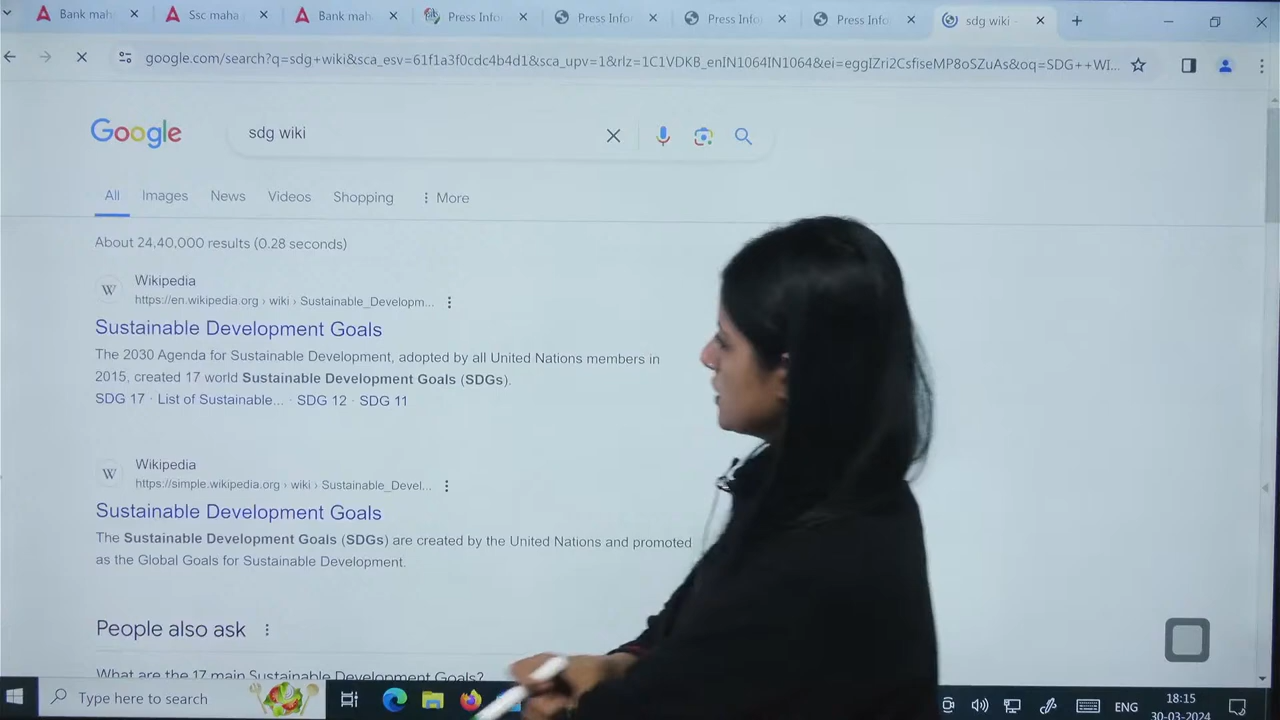 Bank mah
Ssc maha
Bank mah
Press Info
Press Infor
Press Infor
Press Infor
sdg wiki -
google.com/search?q=sdg+wiki&sca_esv=61f1a3f0cdc4b4d1&sca_upv=1&rlz=1C1VDKB_enIN1064IN1064&ei=eggIZri2CsfiseMP8oSZuAs&oq=SDG++WI...
Google
sdg wiki
All Images News Videos Shopping More
About 24,40,000 results (0.28 seconds)
W
Wikipedia
https://en.wikipedia.org › wiki › Sustainable_Developm...
Sustainable Development Goals
The 2030 Agenda for Sustainable Development, adopted by all United Nations members in
2015, created 17 world Sustainable Development Goals (SDGs).
SDG 17 · List of Sustainable... · SDG 12 · SDG 11
W
Wikipedia
https://simple.wikipedia.org › wiki › Sustainable_Devel...
Sustainable Development Goals
The Sustainable Development Goals (SDGs) are created by the United Nations and promoted
as the Global Goals for Sustainable Development.
People also ask
What are the 17 main Sustainable Development Goals?
Type here to search
ENG
18:15
30-03-2024